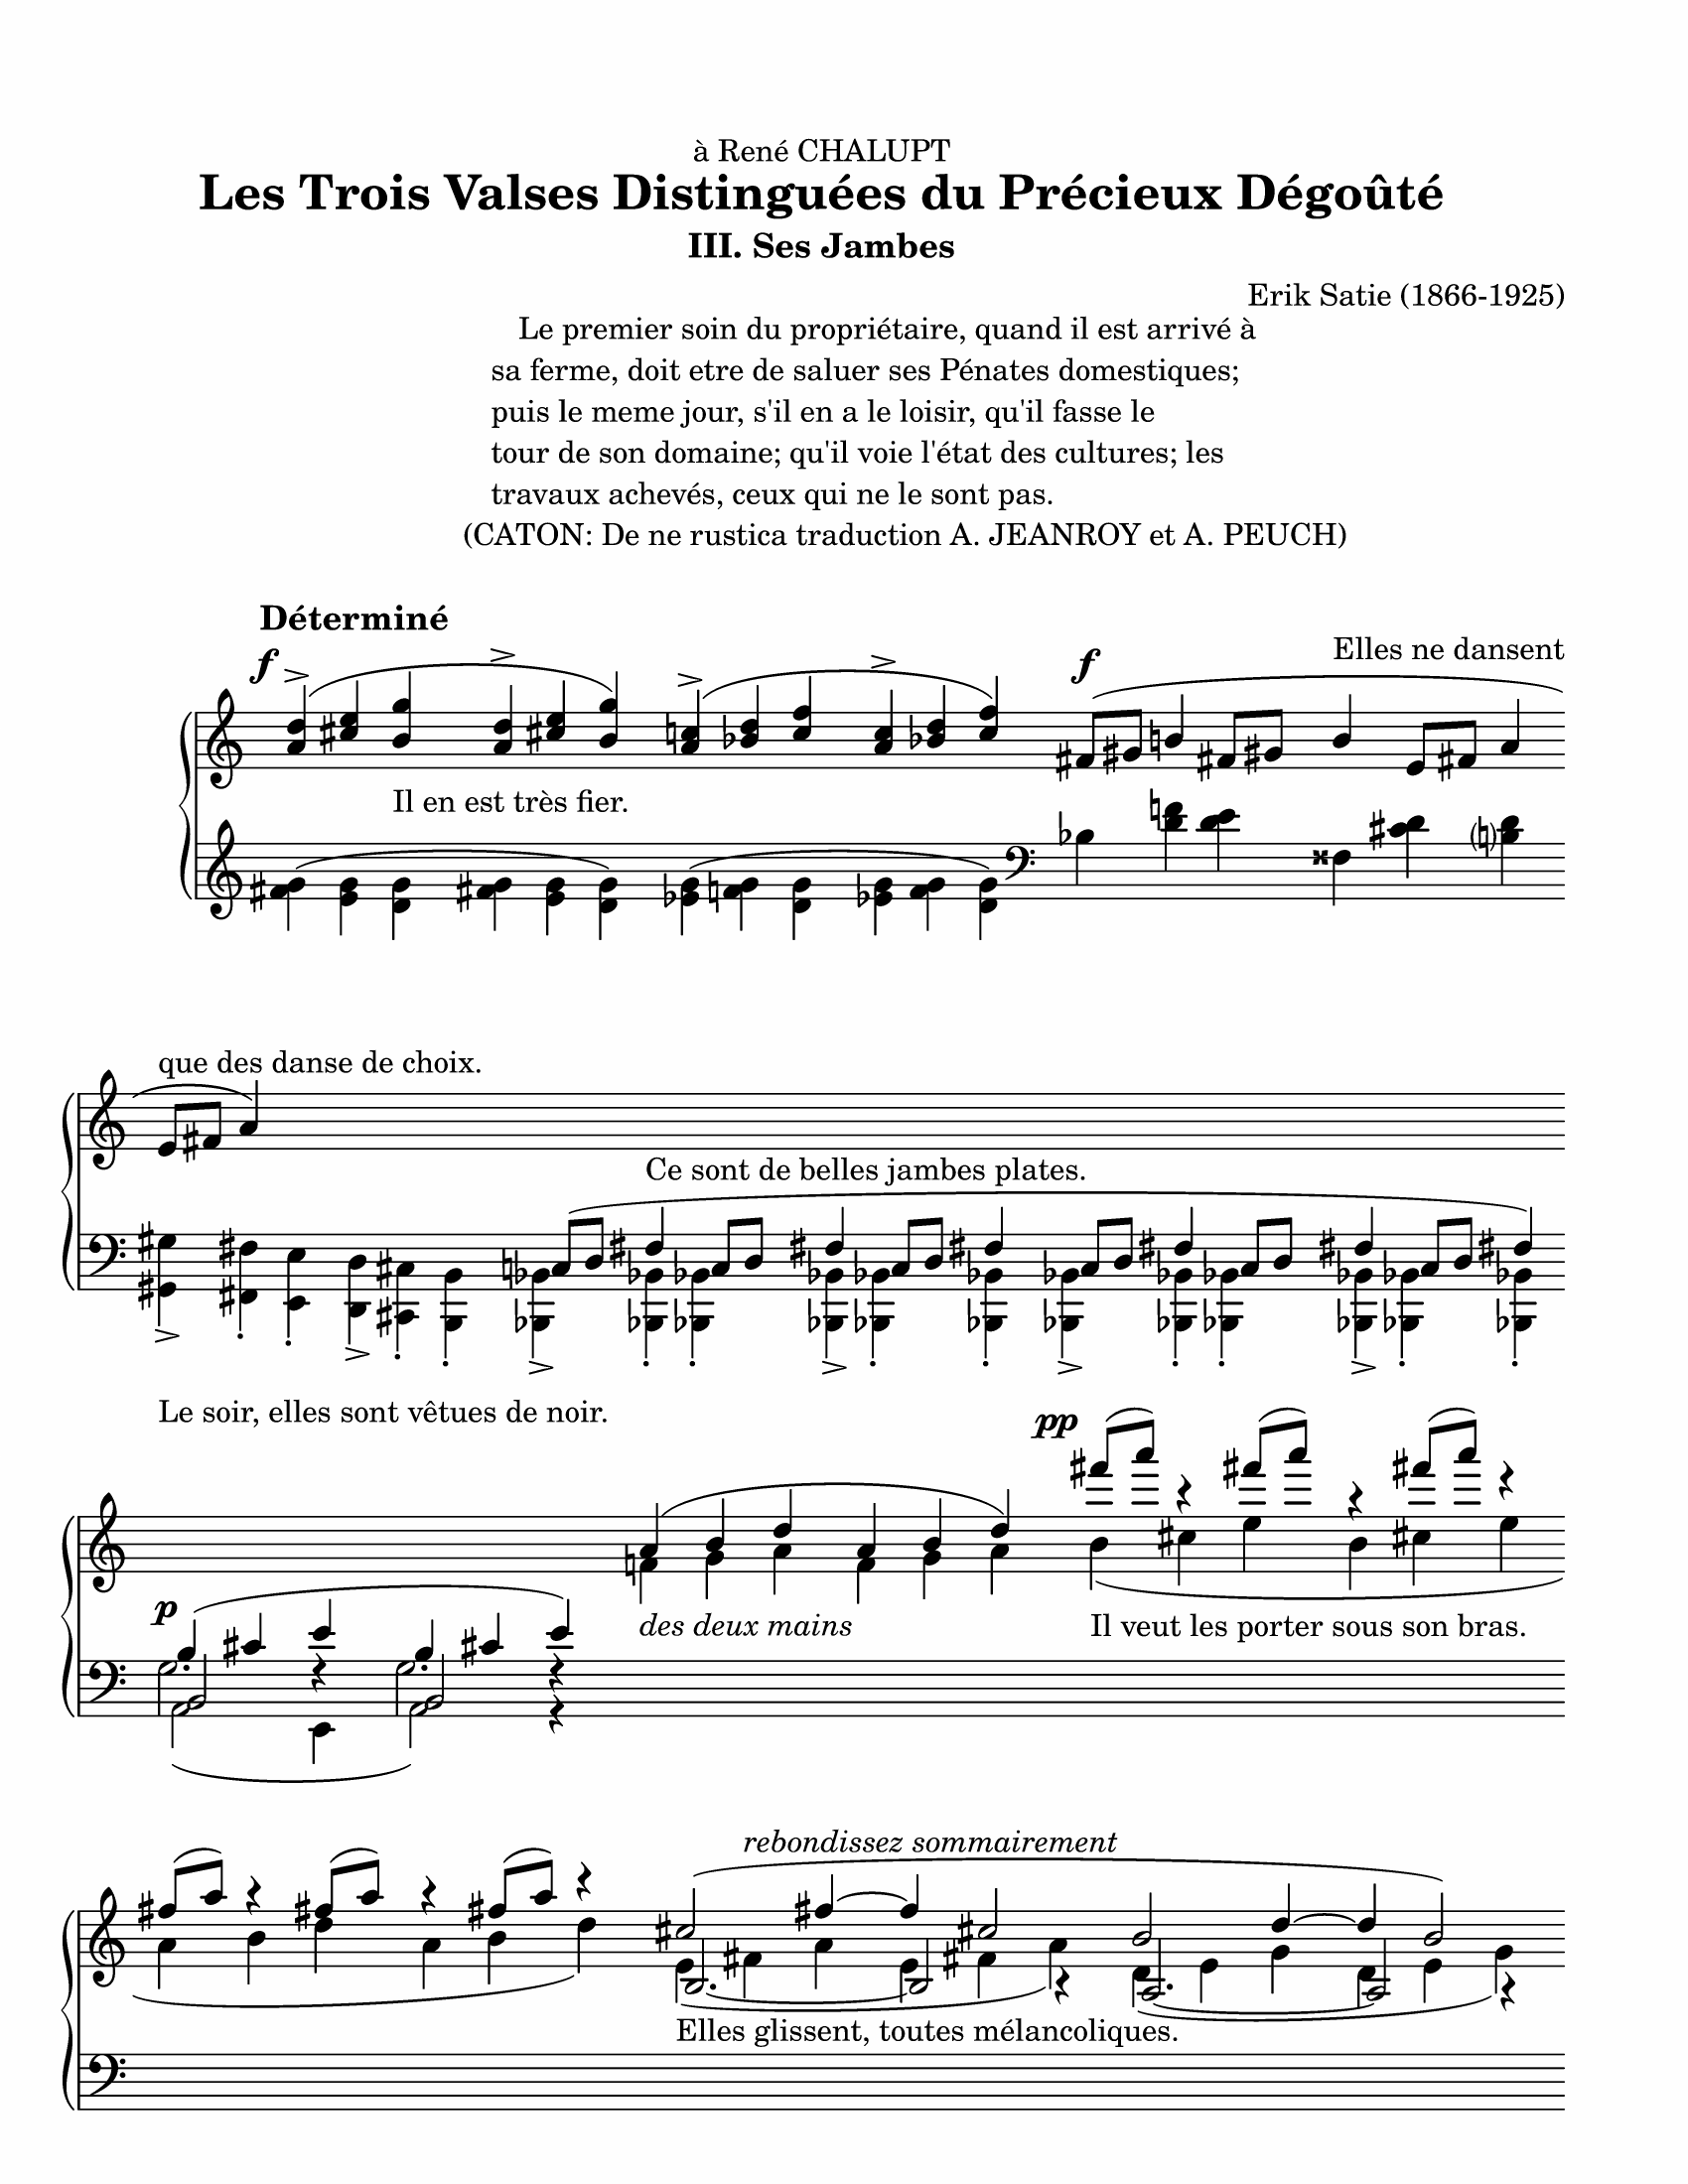 à René CHALUPT
Les Trois Valses Distinguées du Précieux Dégoûté
III. Ses Jambes
Erik Satie (1866-1925)
Le premier soin du propriétaire, quand il est arrivé à
sa ferme, doit etre de saluer ses Pénates domestiques;
puis le meme jour, s'il en a le loisir, qu'il fasse le
tour de son domaine; qu'il voie l'état des cultures; les
travaux achevés, ceux qui ne le sont pas.
(CATON: De ne rustica traduction A. JEANROY et A. PEUCH)
Déterminé
f
f
Elles ne dansent
Il en est très fier.
que des danse de choix.
Ce sont de belles jambes plates.
Le soir, elles sont vêtues de noir.
pp
p
des deux mains
Il veut les porter sous son bras.
rebondissez sommairement
Elles glissent, toutes mélancoliques.